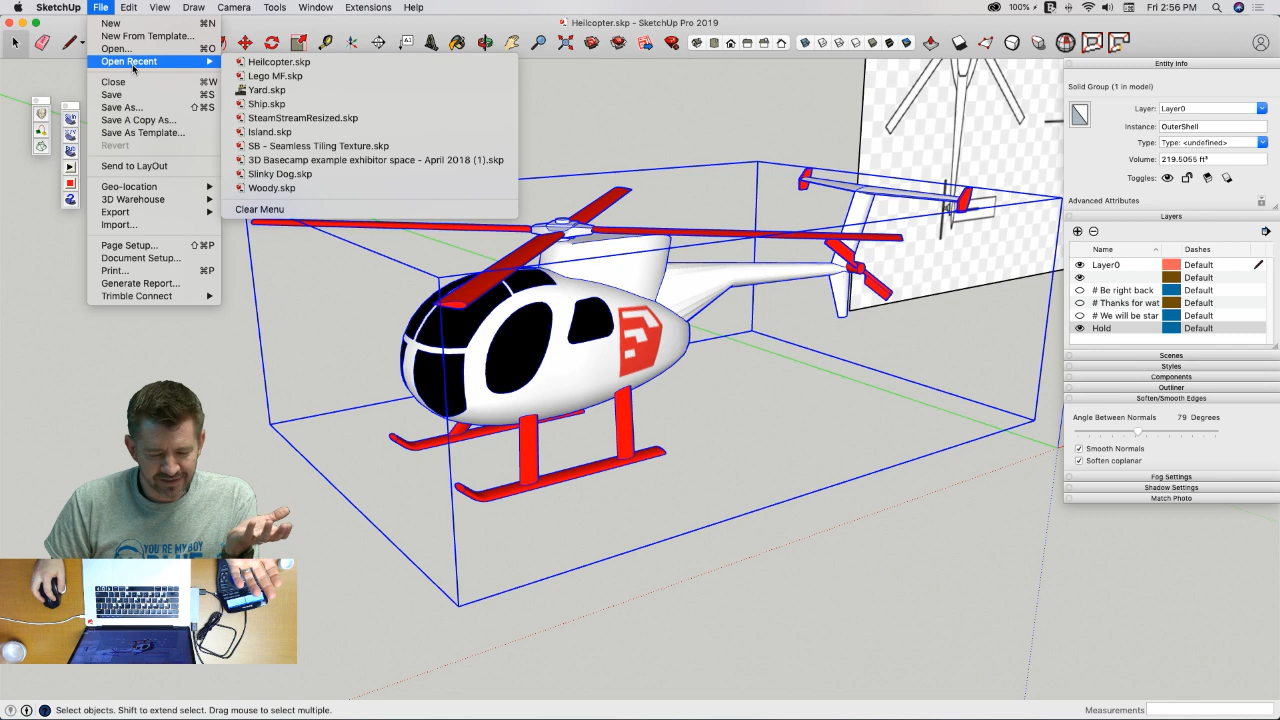 SketchUp File Edit View Draw Camera Tools Window Extensions Help 100% Fri 2:56 PM
Heilcopter.skp - SketchUp Pro 2019
New ⌘N
New From Template...
Open... ⌘O
Open Recent
Close ⌘W
Save ⌘S
Save As... ⇧⌘S
Save A Copy As...
Save As Template...
Revert
Send to LayOut
Geo-location
3D Warehouse
Export
Import...
Page Setup... ⇧⌘P
Document Setup...
Print... ⌘P
Generate Report...
Trimble Connect
Heilcopter.skp
Lego MF.skp
Yard.skp
Ship.skp
SteamStreamResized.skp
Island.skp
SB - Seamless Tiling Texture.skp
3D Basecamp example exhibitor space - April 2018 (1).skp
Slinky Dog.skp
Woody.skp
Clear Menu
Entity Info
Solid Group (1 in model)
Layer: Layer0
Instance: OuterShell
Type: Type: <undefined>
Volume: 219.5055 ft³
Toggles:
Advanced Attributes
Layers
Name Dashes
Layer0 Default
Default
# Be right back Default
# Thanks for wat Default
# We will be star Default
Hold Default
Scenes
Styles
Components
Outliner
Soften/Smooth Edges
Angle Between Normals 79 Degrees
Smooth Normals
Soften coplanar
Fog Settings
Shadow Settings
Match Photo
YOU'RE MY BOY
Select objects. Shift to extend select. Drag mouse to select multiple.
Measurements